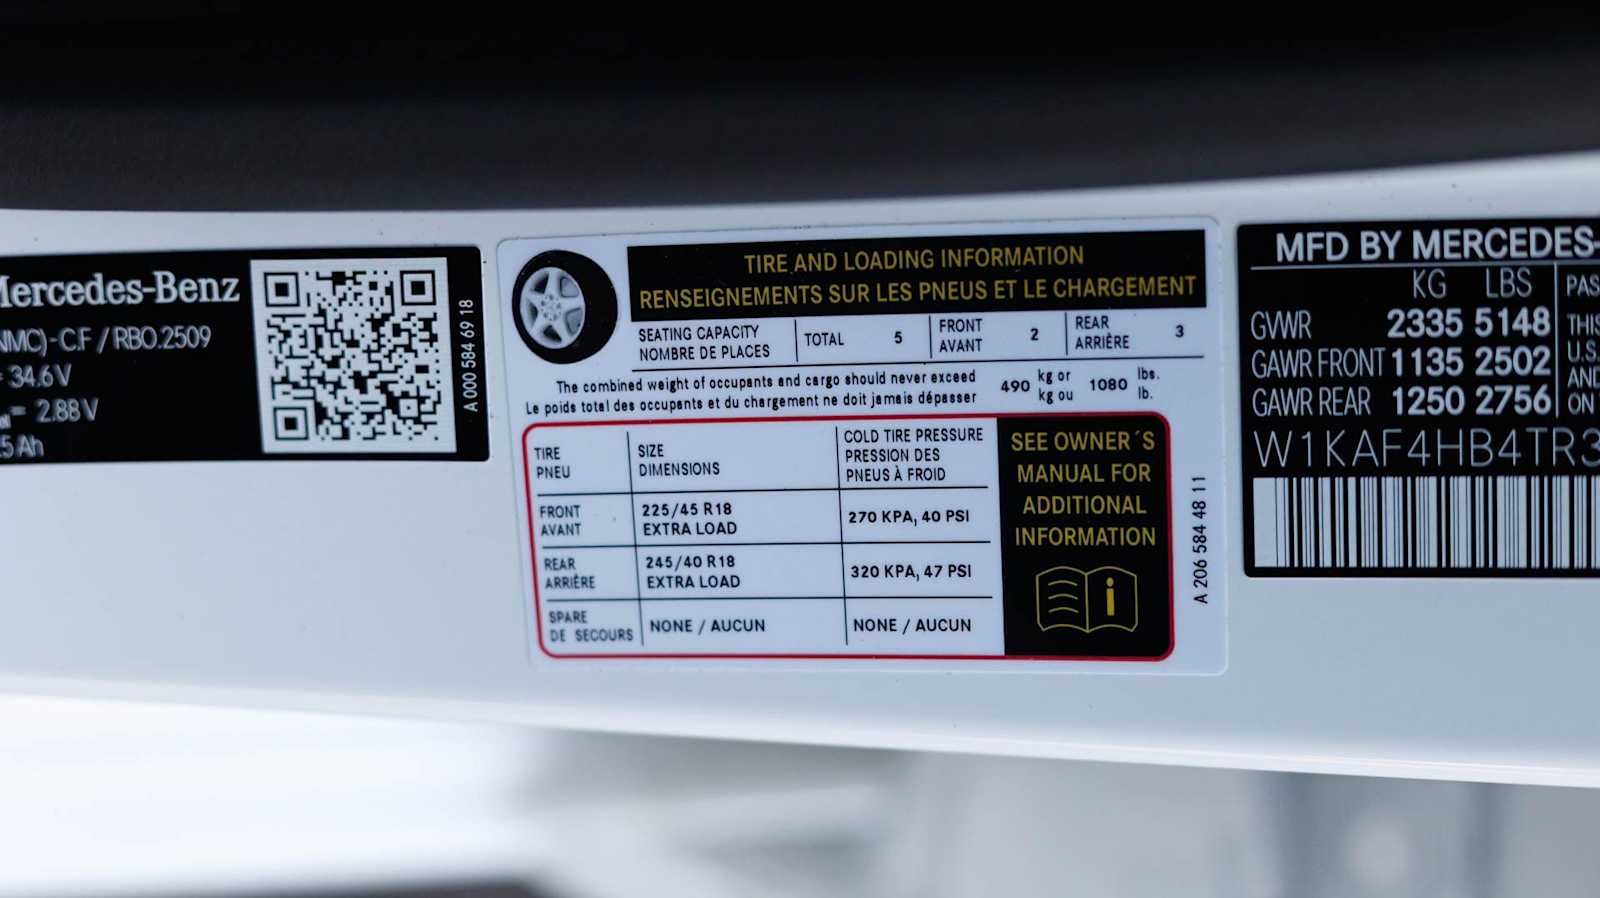 Mercedes-Benz
(NMC)-C.F / RBO.2509
= 34.6V
= 2.88V
5Ah
A 000 584 69 18
TIRE AND LOADING INFORMATION
RENSEIGNEMENTS SUR LES PNEUS ET LE CHARGEMENT
SEATING CAPACITY
NOMBRE DE PLACES
TOTAL 5
FRONT
AVANT
2
REAR
ARRIÈRE
3
The combined weight of occupants and cargo should never exceed 490 kg or 1080 lbs.
Le poids total des occupants et du chargement ne doit jamais dépasser kg ou lb.
TIRE
PNEU
SIZE
DIMENSIONS
COLD TIRE PRESSURE
PRESSION DES
PNEUS À FROID
FRONT
AVANT
225/45 R18
EXTRA LOAD
270 KPA, 40 PSI
REAR
ARRIÈRE
245/40 R18
EXTRA LOAD
320 KPA, 47 PSI
SPARE
DE SECOURS
NONE / AUCUN
NONE / AUCUN
SEE OWNER´S
MANUAL FOR
ADDITIONAL
INFORMATION
A 206 584 48 11
MFD BY MERCEDES-
KG LBS
GVWR 2335 5148
GAWR FRONT 1135 2502
GAWR REAR 1250 2756
PAS
THIS
U.S.
AND
ON
W1KAF4HB4TR3